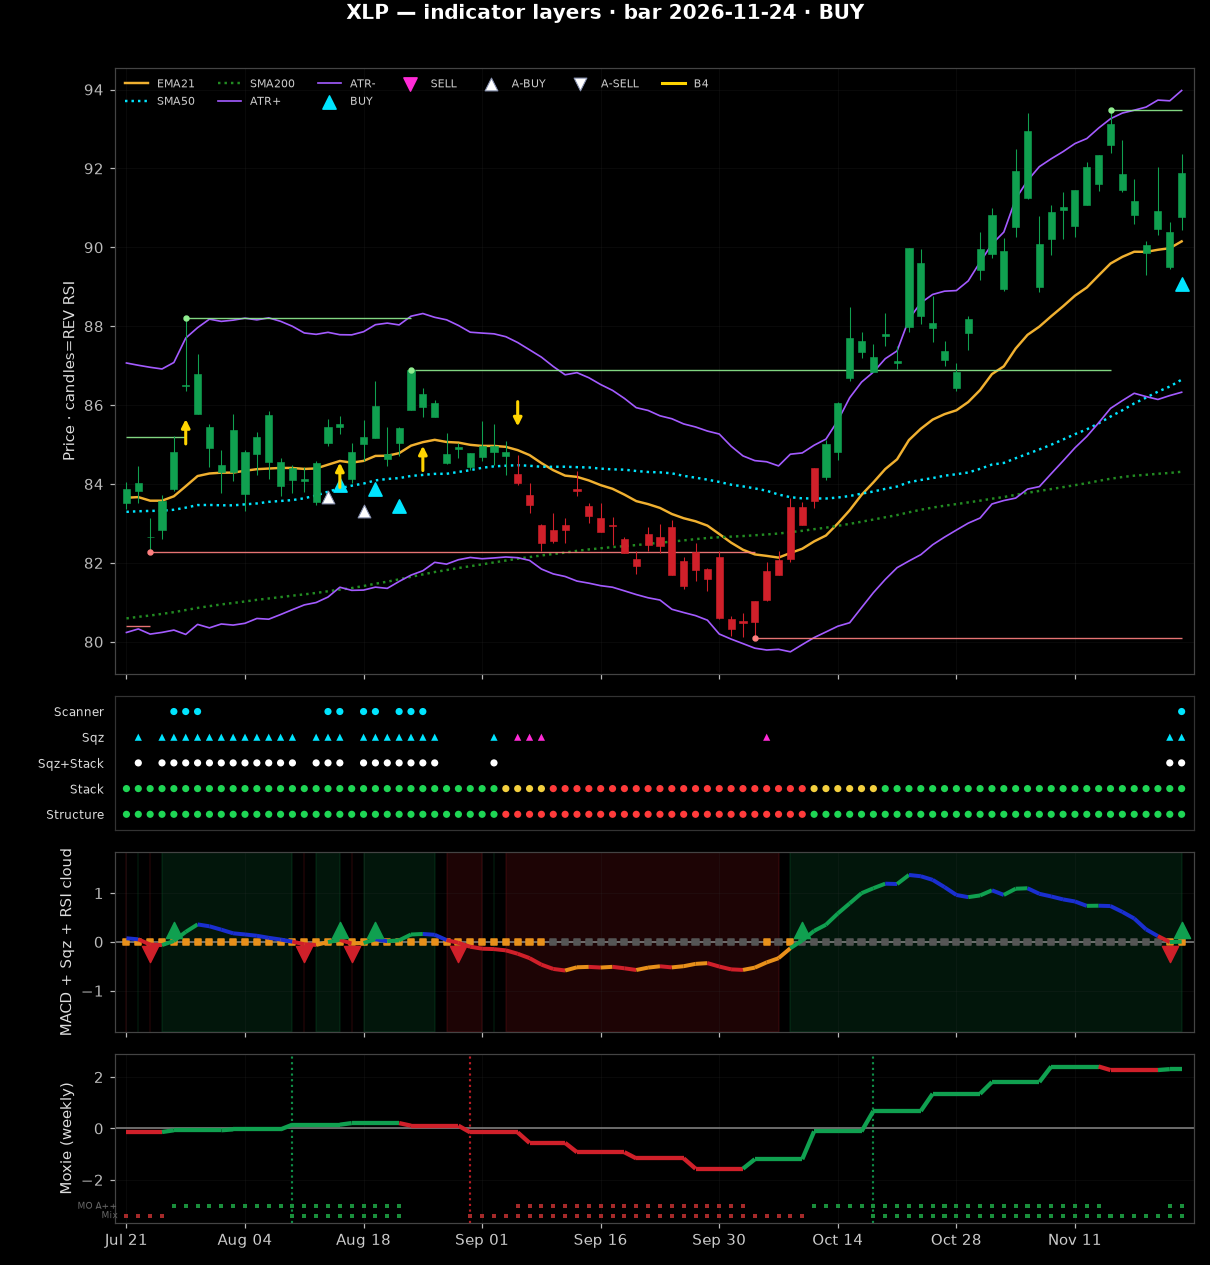 XLP — indicator layers · bar 2026-11-24 · BUY
EMA21 SMA200 ATR- SELL A-BUY A-SELL B4
SMA50 ATR+ BUY
Price · candles=REV RSI
94
92
90
88
86
84
82
80
Scanner
Sqz
Sqz+Stack
Stack
Structure
MACD + Sqz + RSI cloud
1
0
−1
Moxie (weekly)
2
0
−2
MO A++
Mix
Jul 21 Aug 04 Aug 18 Sep 01 Sep 16 Sep 30 Oct 14 Oct 28 Nov 11